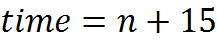 time = n + 15